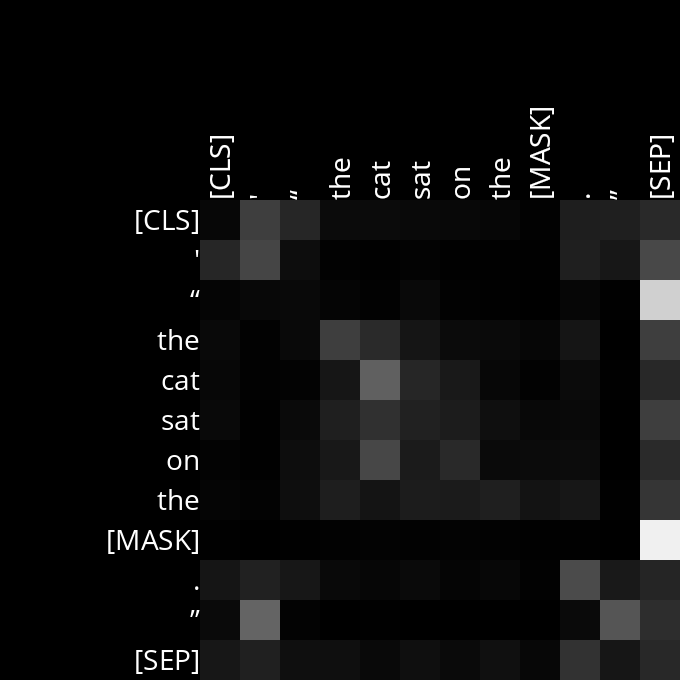 [CLS] ' “ the cat sat on the [MASK] . ” [SEP]
[CLS]
'
“
the
cat
sat
on
the
[MASK]
.
”
[SEP]